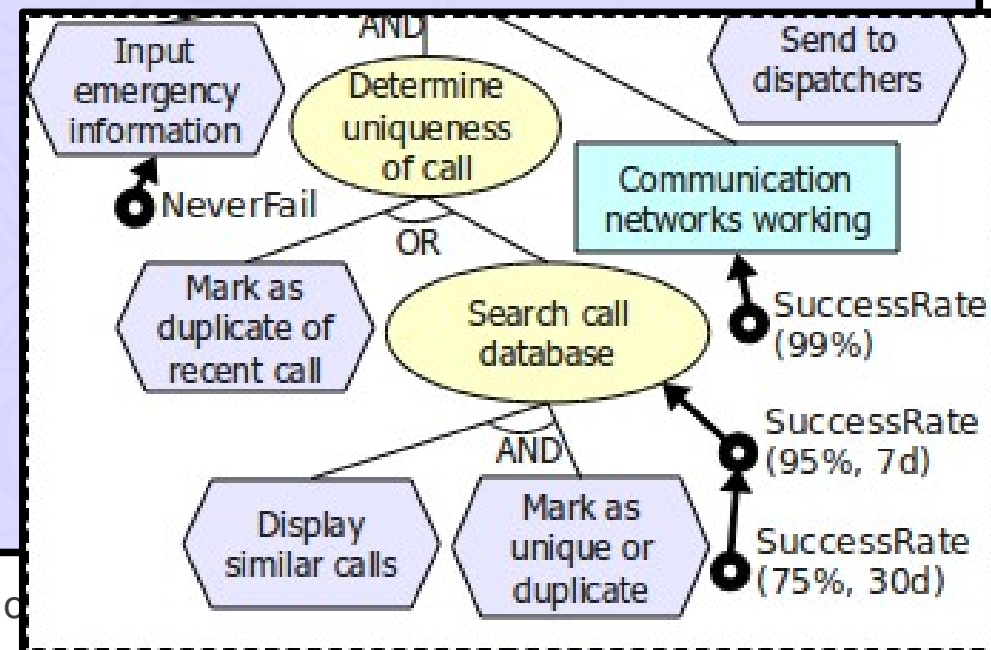 AND
Input
emergency
information
Determine
uniqueness
of call
Send to
dispatchers
Communication
networks working
NeverFail
OR
Mark as
duplicate of
recent call
Search call
database
SuccessRate
(99%)
SuccessRate
(95%, 7d)
AND
Display
similar calls
Mark as
unique or
duplicate
SuccessRate
(75%, 30d)